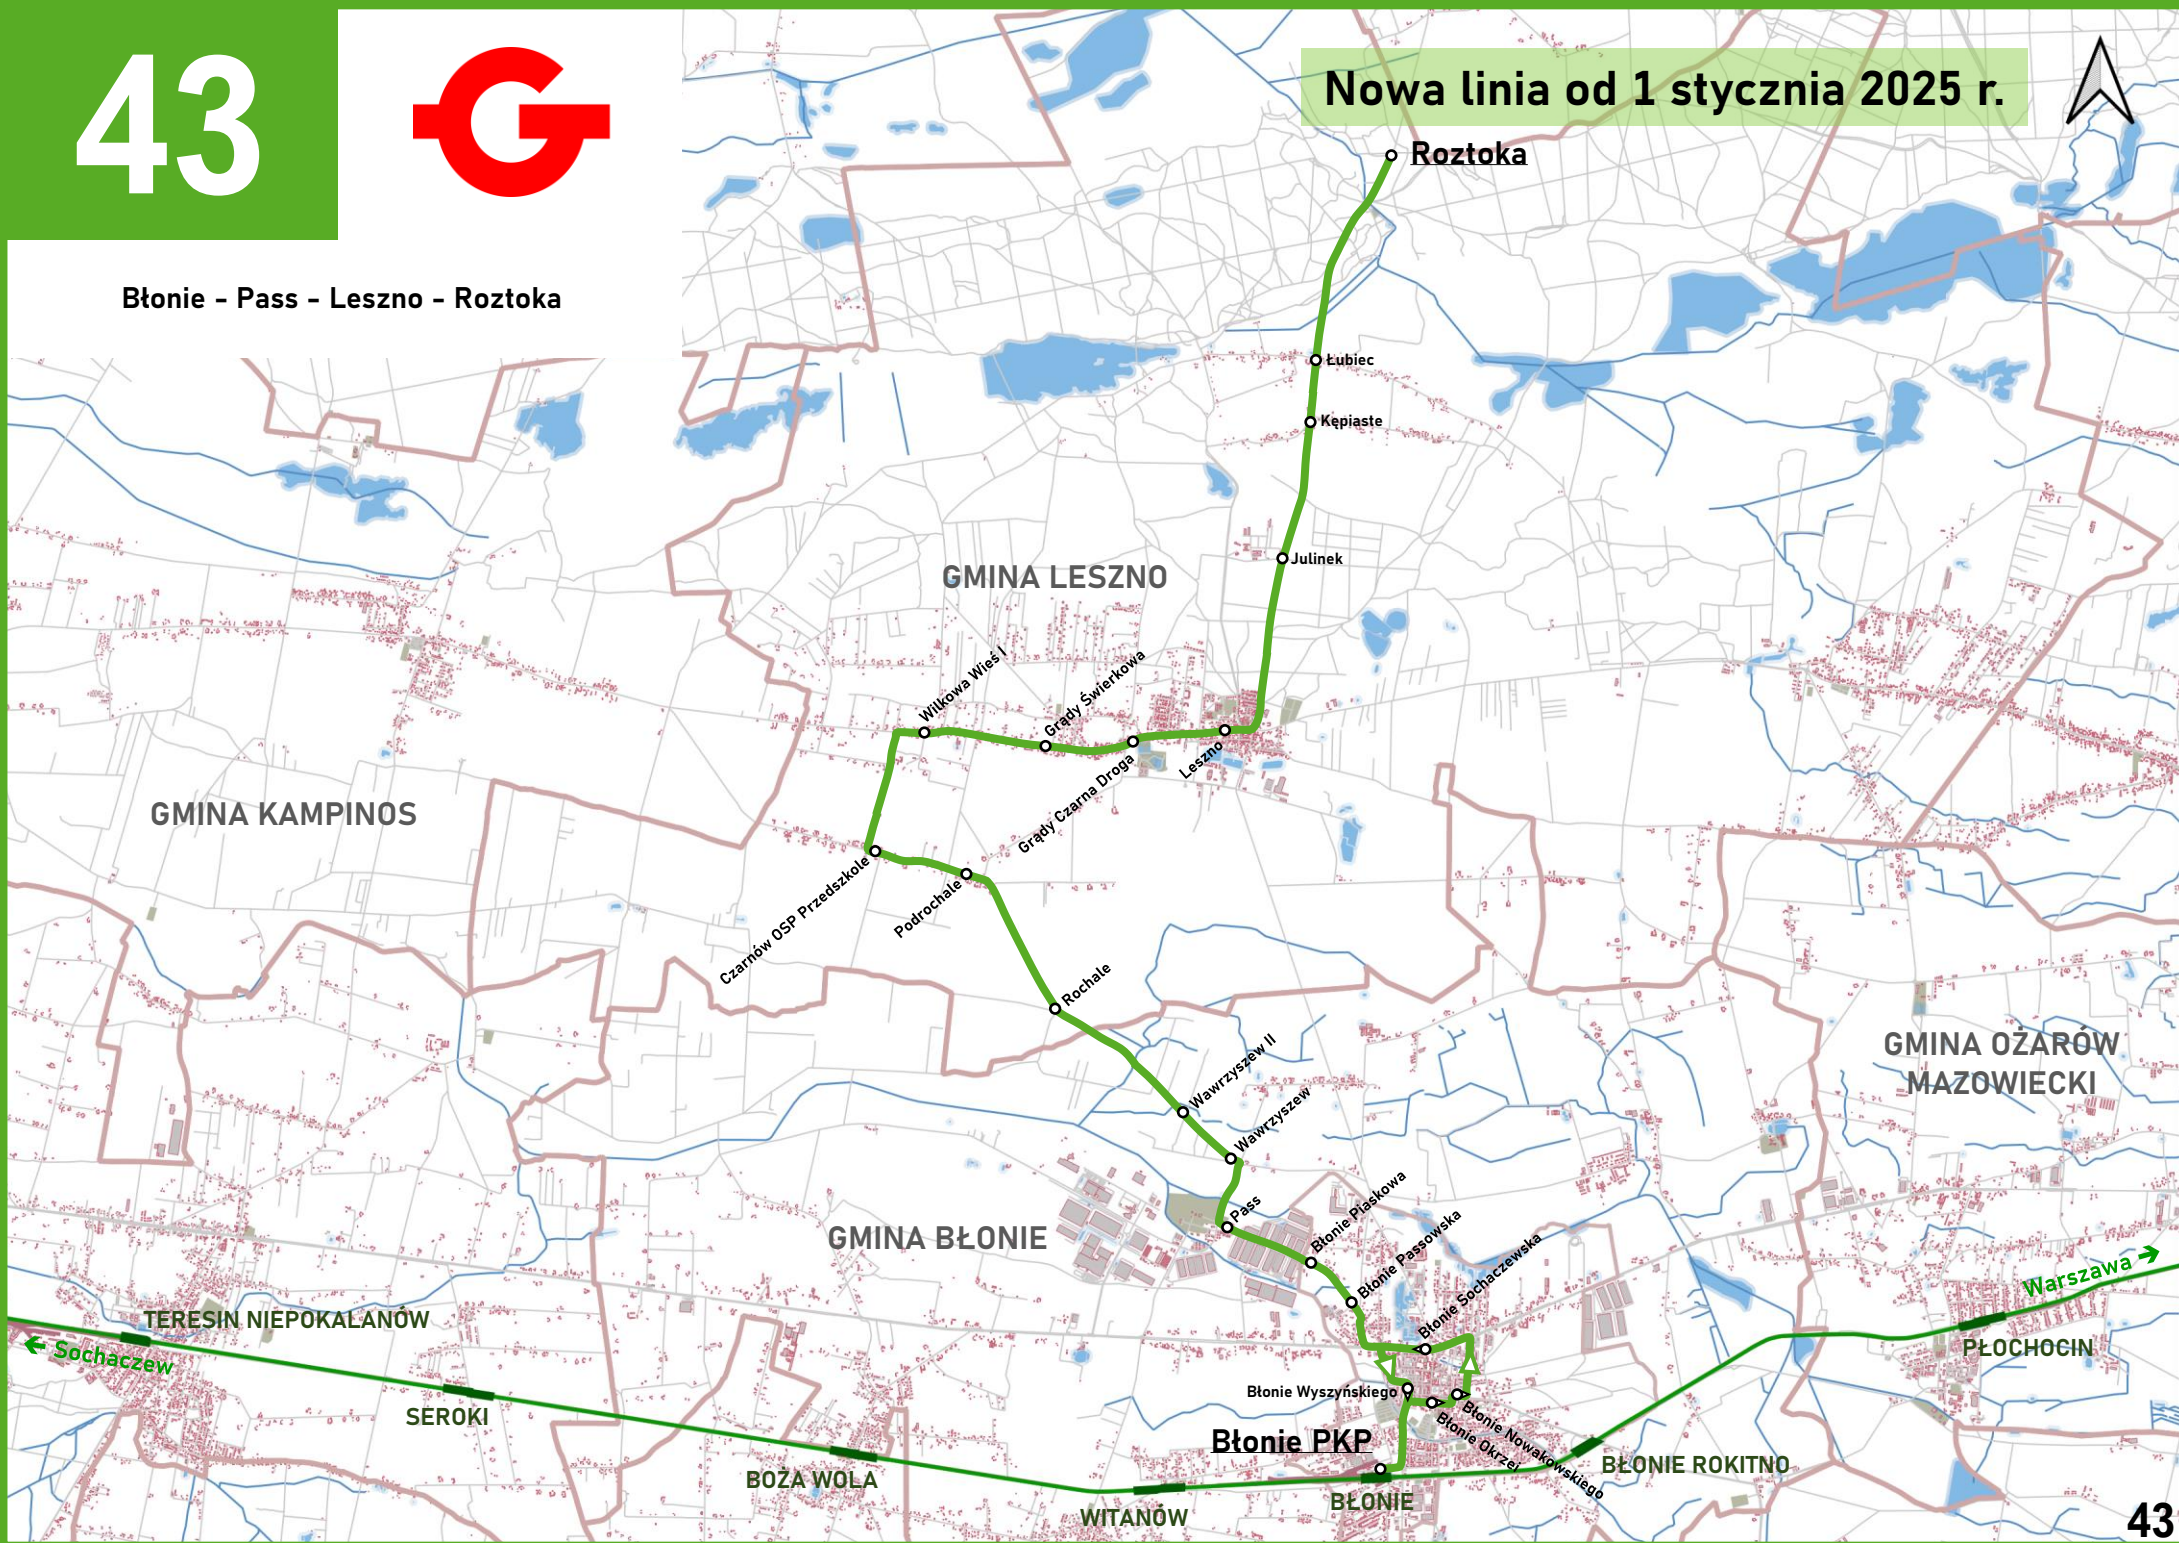 43
Nowa linia od 1 stycznia 2025 r.
Błonie - Pass - Leszno - Roztoka
Roztoka
Łubiec
Kępiaste
Julinek
GMINA LESZNO
Wilkowa Wieś I
Grądy Świerkowa
Grądy Czarna Droga
Leszno
GMINA KAMPINOS
Czarnów OSP Przedszkole
Podrochale
Rochale
GMINA OŻARÓW
MAZOWIECKI
Wawrzyszew II
Wawrzyszew
GMINA BŁONIE
Pass
Błonie Piaskowa
Błonie Passowska
Błonie Sochaczewska
Warszawa →
TERESIN NIEPOKALANÓW
← Sochaczew
PŁOCHOCIN
SEROKI
Błonie Wyszyńskiego
Błonie Nowakowskiego
Błonie Okrzei
Błonie PKP
BOŻA WOLA
BŁONIE ROKITNO
WITANÓW
BŁONIE
43